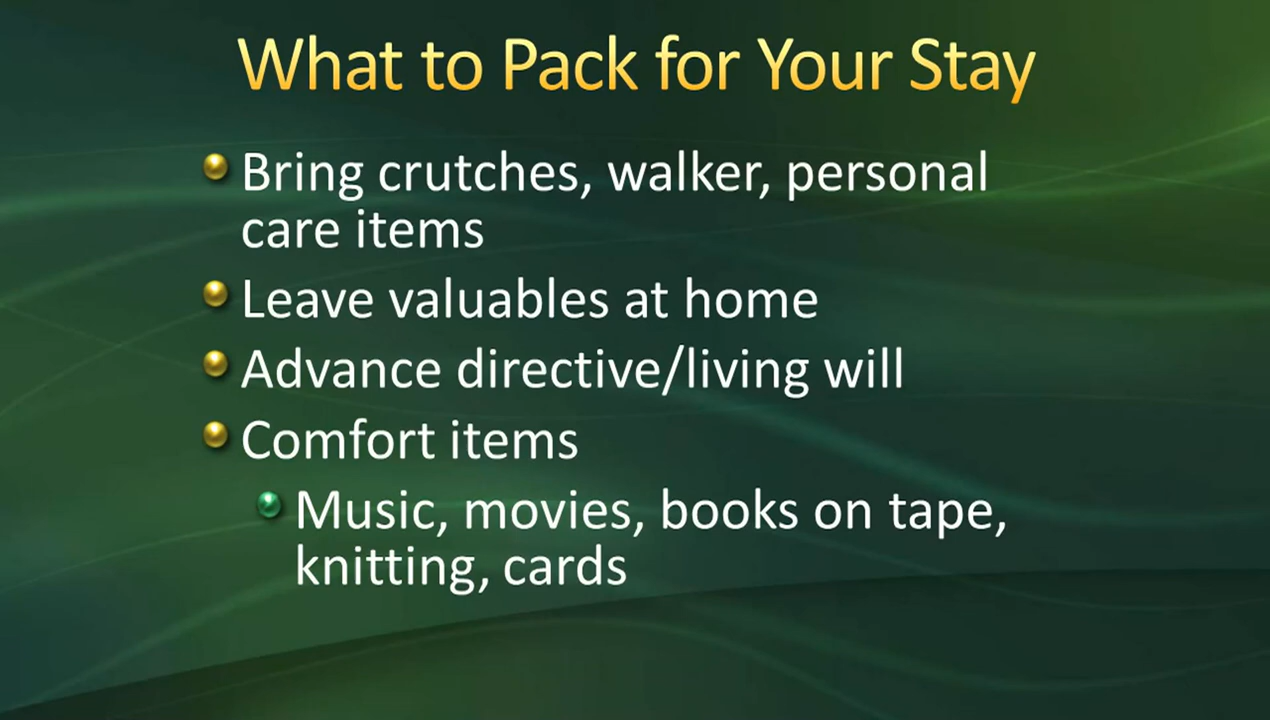 What to Pack for Your Stay
Bring crutches, walker, personal
care items
Leave valuables at home
Advance directive/living will
Comfort items
Music, movies, books on tape,
knitting, cards